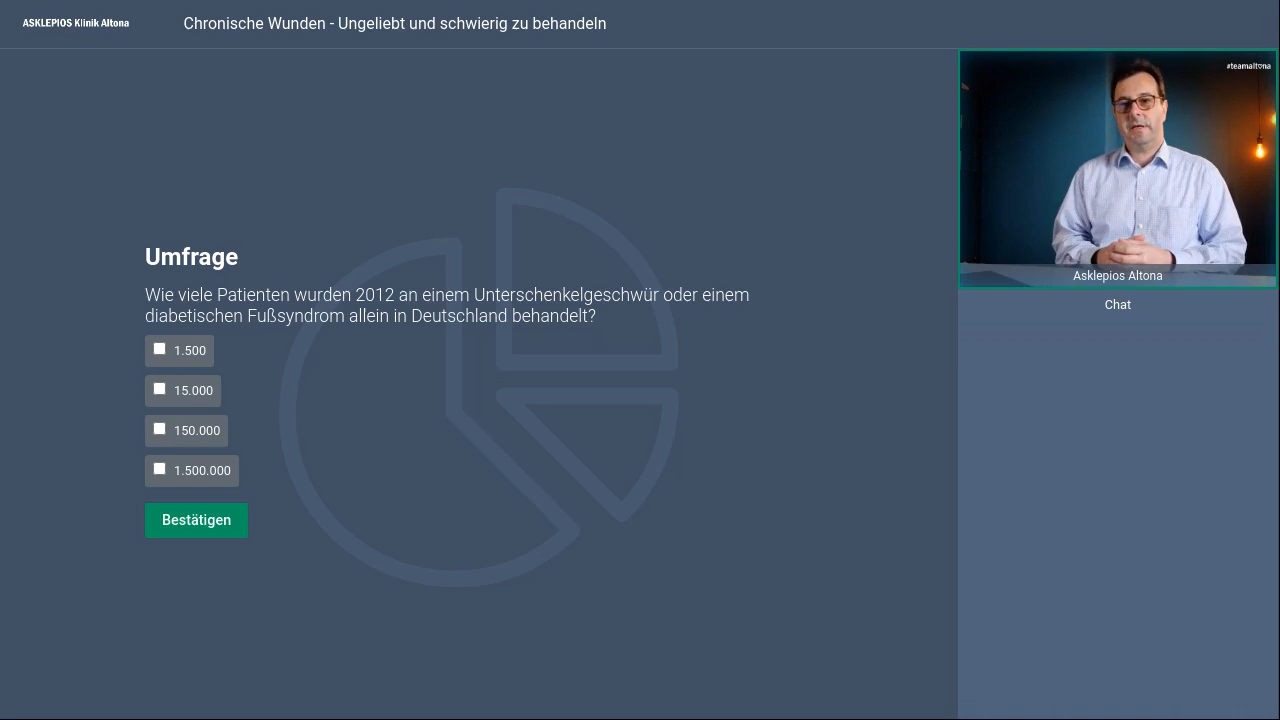 ASKLEPIOS Klinik Altona
Chronische Wunden - Ungeliebt und schwierig zu behandeln
#teamaltona
Asklepios Altona
Chat
Umfrage
Wie viele Patienten wurden 2012 an einem Unterschenkelgeschwür oder einem
diabetischen Fußsyndrom allein in Deutschland behandelt?
1.500
15.000
150.000
1.500.000
Bestätigen